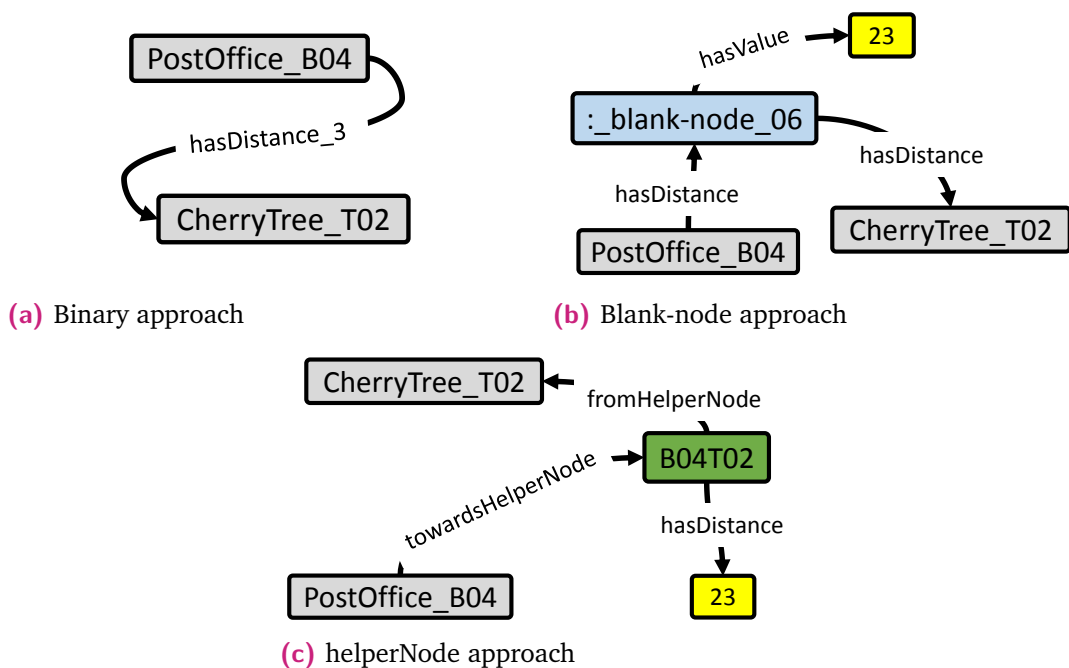 PostOffice_B04
hasDistance_3
CherryTree_T02
(a) Binary approach
23
hasValue
:_blank-node_06
hasDistance
hasDistance
CherryTree_T02
PostOffice_B04
(b) Blank-node approach
CherryTree_T02
fromHelperNode
B04T02
towardsHelperNode
hasDistance
PostOffice_B04
23
(c) helperNode approach